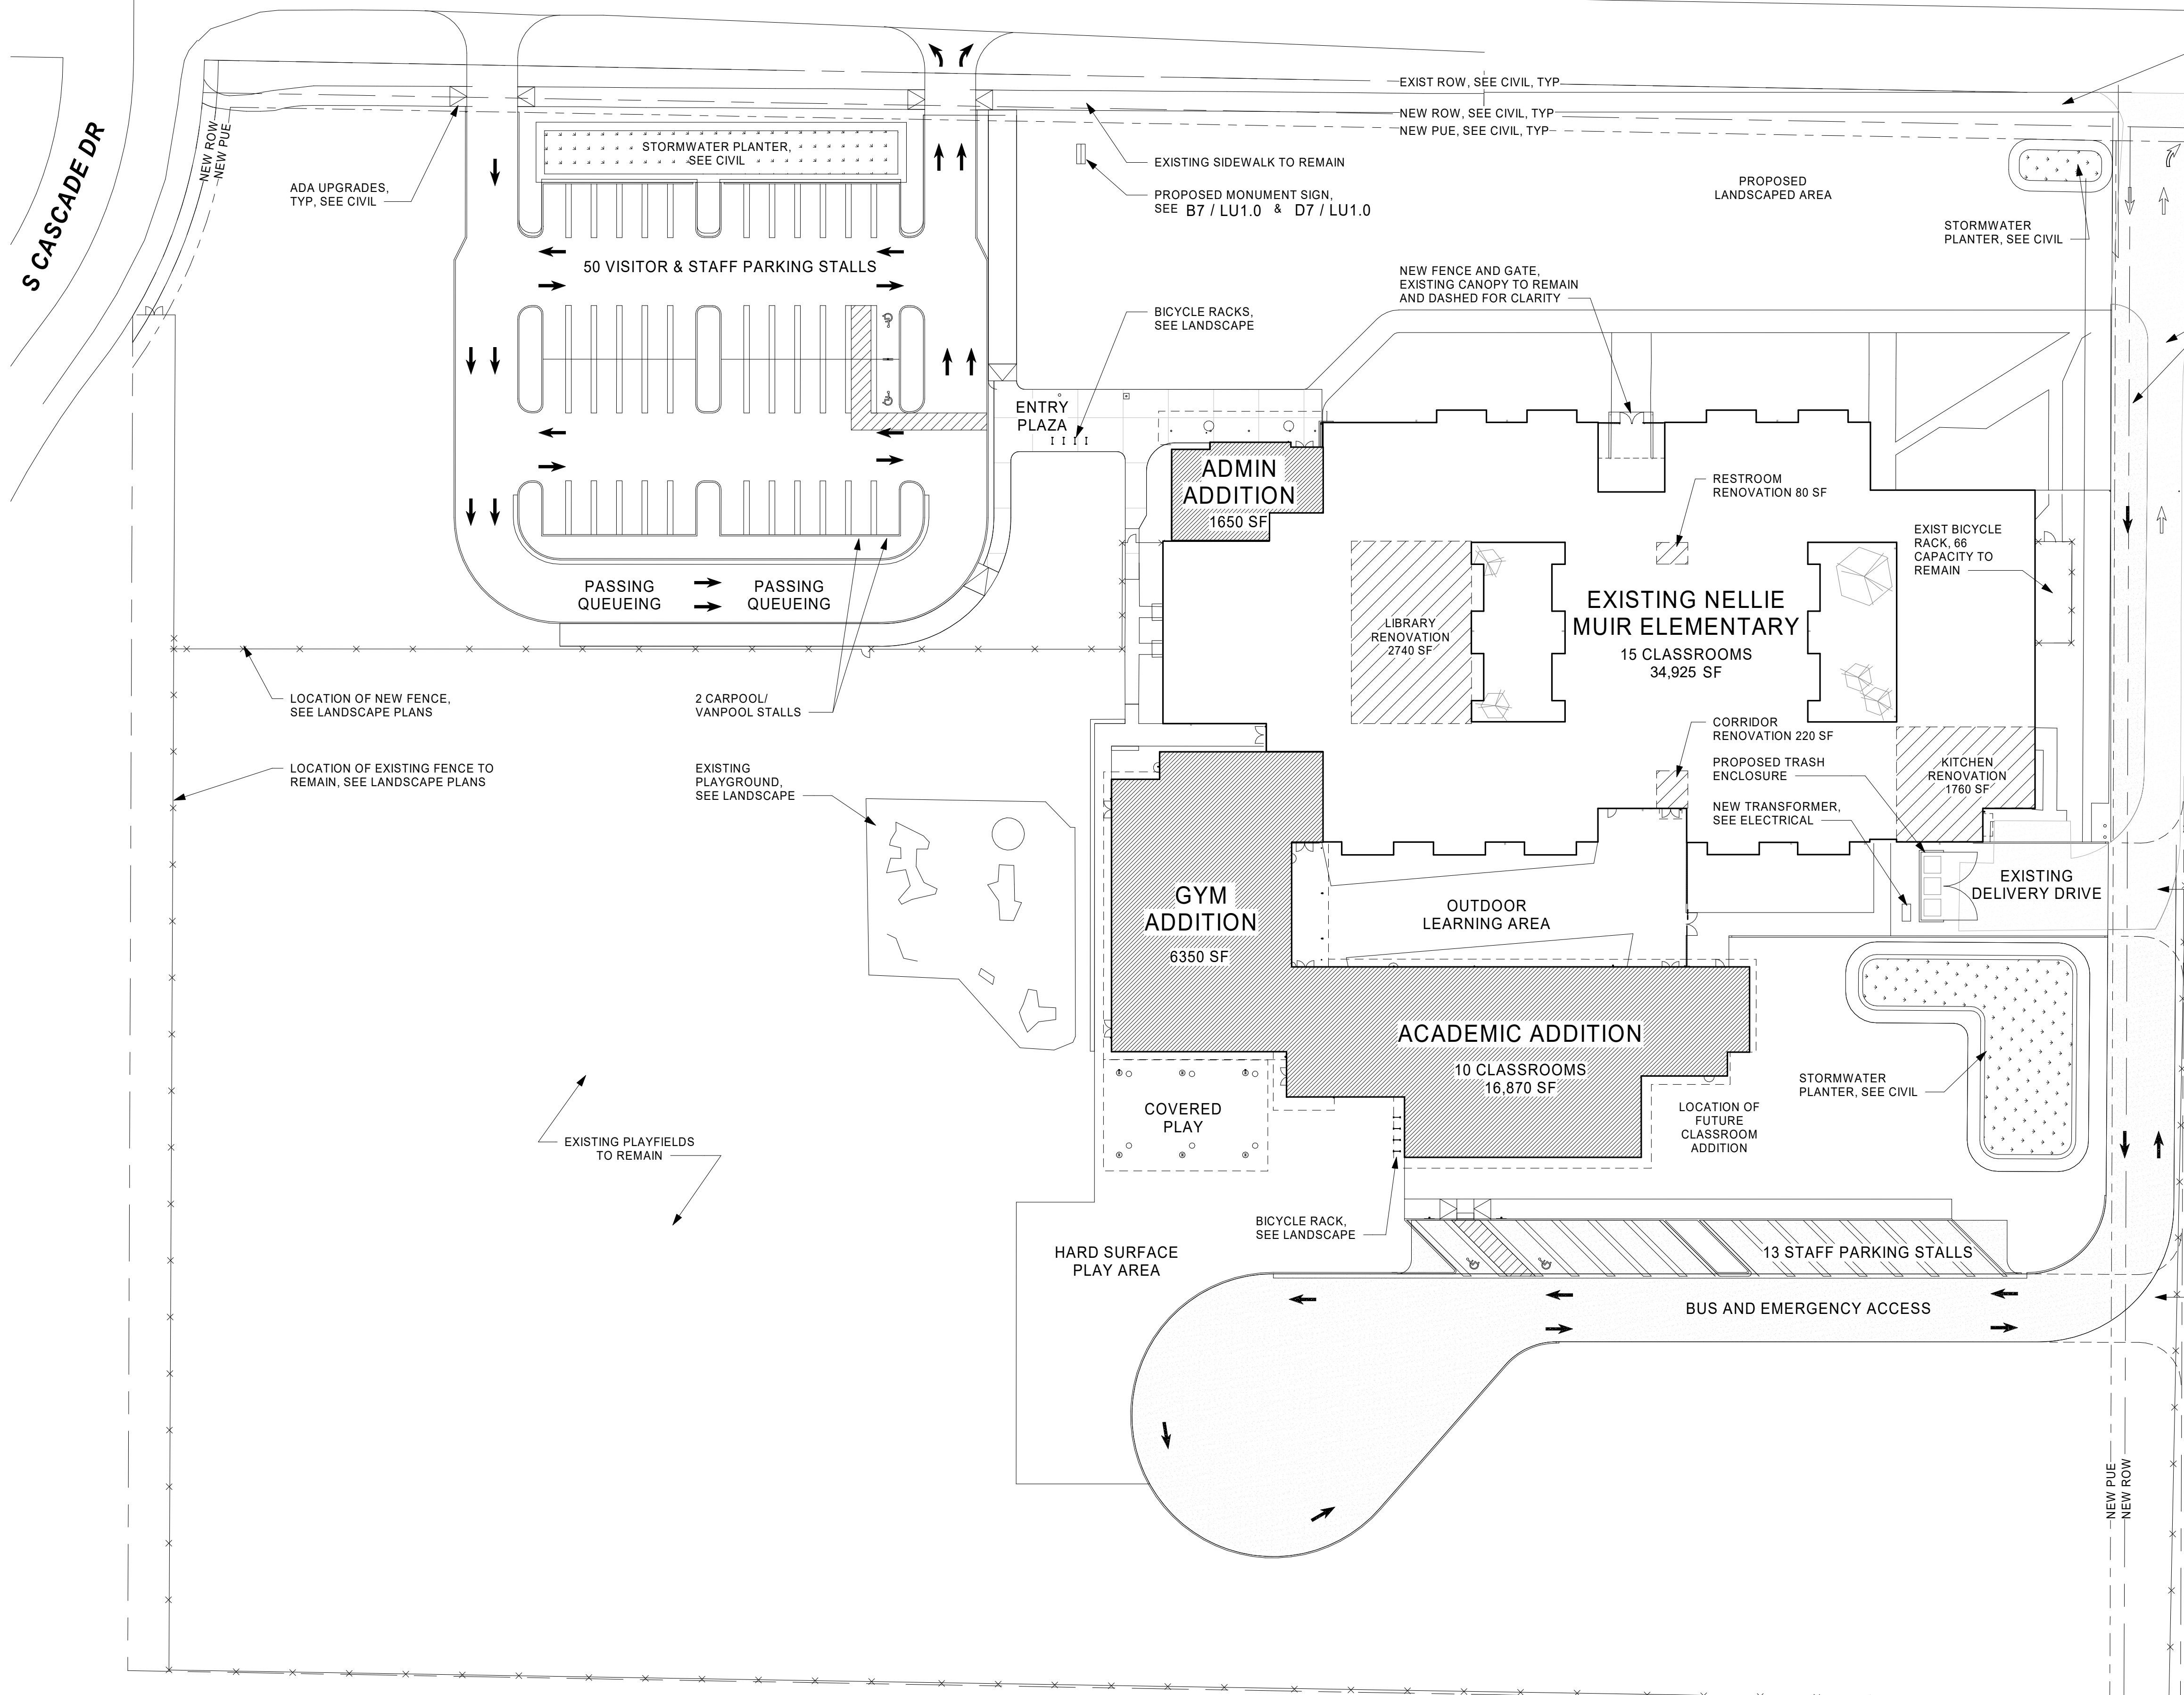 S CASCADE DR
NEW ROW
NEW PUE
EXIST ROW, SEE CIVIL, TYP
NEW ROW, SEE CIVIL, TYP
NEW PUE, SEE CIVIL, TYP
STORMWATER PLANTER,
SEE CIVIL
ADA UPGRADES,
TYP, SEE CIVIL
EXISTING SIDEWALK TO REMAIN
PROPOSED MONUMENT SIGN,
SEE B7 / LU1.0 & D7 / LU1.0
PROPOSED
LANDSCAPED AREA
STORMWATER
PLANTER, SEE CIVIL
50 VISITOR & STAFF PARKING STALLS
NEW FENCE AND GATE,
EXISTING CANOPY TO REMAIN
AND DASHED FOR CLARITY
BICYCLE RACKS,
SEE LANDSCAPE
ENTRY
PLAZA
ADMIN
ADDITION
1650 SF
RESTROOM
RENOVATION 80 SF
EXIST BICYCLE
RACK, 66
CAPACITY TO
REMAIN
PASSING
QUEUEING
PASSING
QUEUEING
EXISTING NELLIE
MUIR ELEMENTARY
15 CLASSROOMS
34,925 SF
LIBRARY
RENOVATION
2740 SF
LOCATION OF NEW FENCE,
SEE LANDSCAPE PLANS
2 CARPOOL/
VANPOOL STALLS
CORRIDOR
RENOVATION 220 SF
LOCATION OF EXISTING FENCE TO
REMAIN, SEE LANDSCAPE PLANS
EXISTING
PLAYGROUND,
SEE LANDSCAPE
PROPOSED TRASH
ENCLOSURE
KITCHEN
RENOVATION
1760 SF
NEW TRANSFORMER,
SEE ELECTRICAL
GYM
ADDITION
6350 SF
OUTDOOR
LEARNING AREA
EXISTING
DELIVERY DRIVE
ACADEMIC ADDITION
10 CLASSROOMS
16,870 SF
STORMWATER
PLANTER, SEE CIVIL
COVERED
PLAY
LOCATION OF
FUTURE
CLASSROOM
ADDITION
EXISTING PLAYFIELDS
TO REMAIN
BICYCLE RACK,
SEE LANDSCAPE
HARD SURFACE
PLAY AREA
13 STAFF PARKING STALLS
BUS AND EMERGENCY ACCESS
NEW PUE
NEW ROW